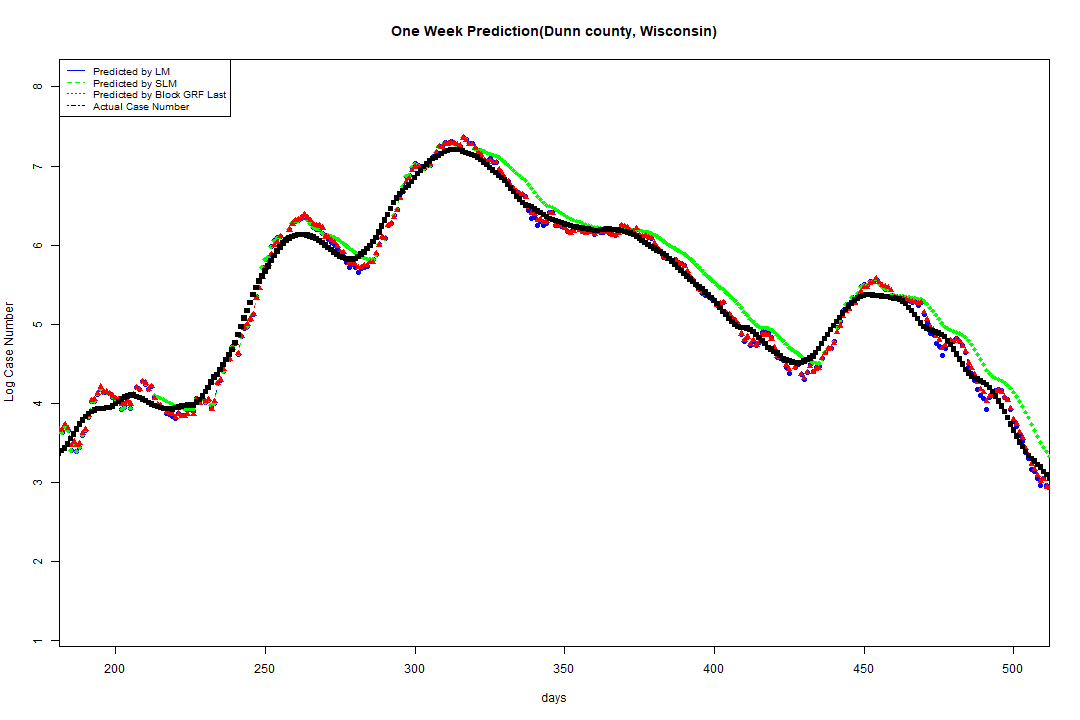 One Week Prediction(Dunn county, Wisconsin)
Predicted by LM
Predicted by SLM
Predicted by Block GRF Last
Actual Case Number
8
7
6
5
4
3
2
1
Log Case Number
200 250 300 350 400 450 500
days